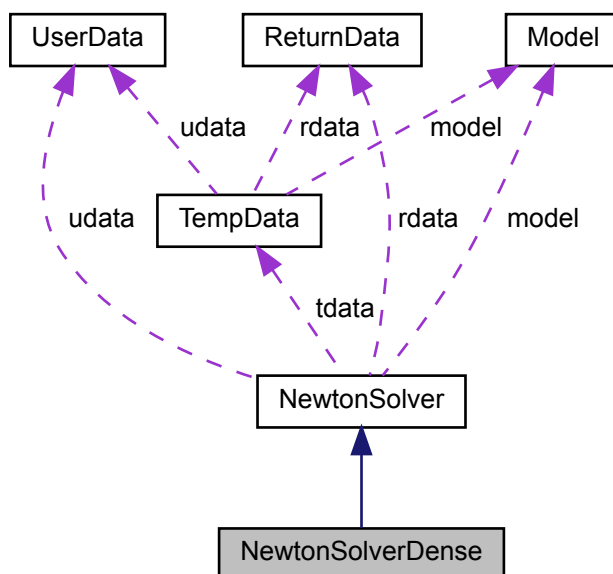 UserData
ReturnData
Model
udata
rdata
model
TempData
udata
rdata
model
tdata
NewtonSolver
NewtonSolverDense